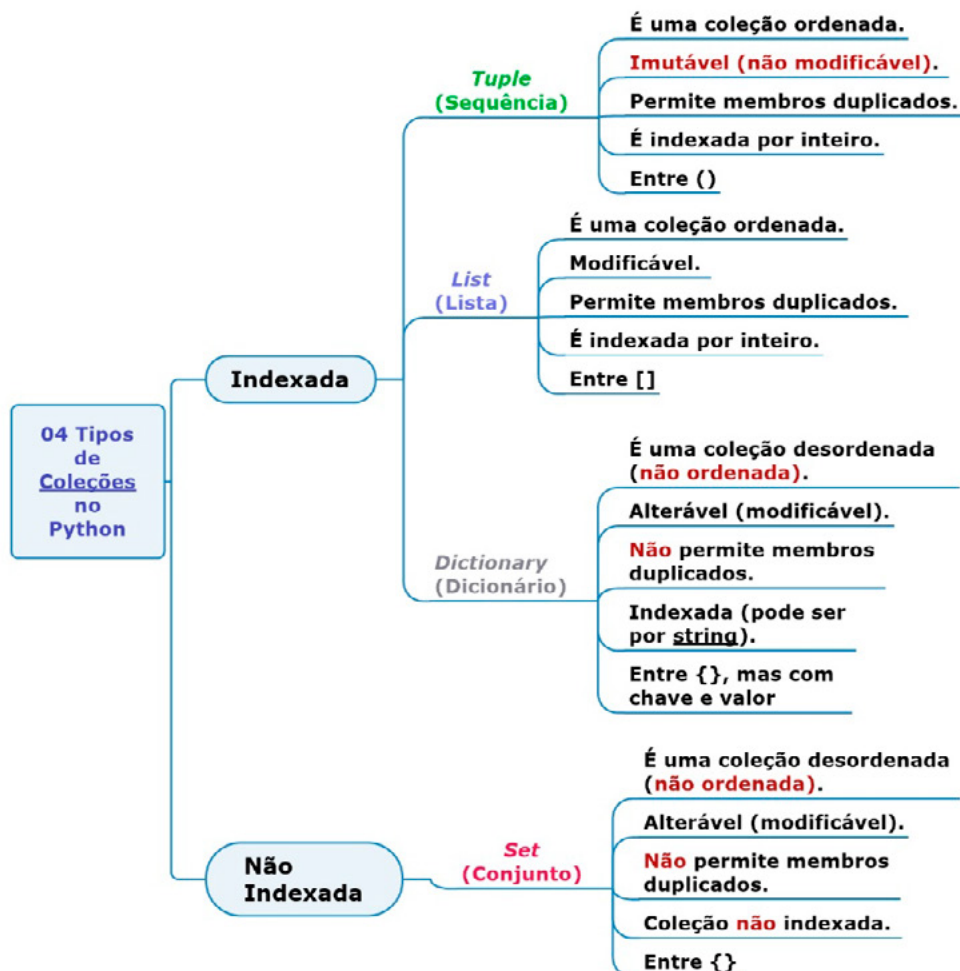 04 Tipos
de
Coleções
no
Python
Indexada
Tuple
(Sequência)
É uma coleção ordenada.
Imutável (não modificável).
Permite membros duplicados.
É indexada por inteiro.
Entre ()
List
(Lista)
É uma coleção ordenada.
Modificável.
Permite membros duplicados.
É indexada por inteiro.
Entre []
Dictionary
(Dicionário)
É uma coleção desordenada
(não ordenada).
Alterável (modificável).
Não permite membros
duplicados.
Indexada (pode ser
por string).
Entre {}, mas com
chave e valor
Não
Indexada
Set
(Conjunto)
É uma coleção desordenada
(não ordenada).
Alterável (modificável).
Não permite membros
duplicados.
Coleção não indexada.
Entre {}